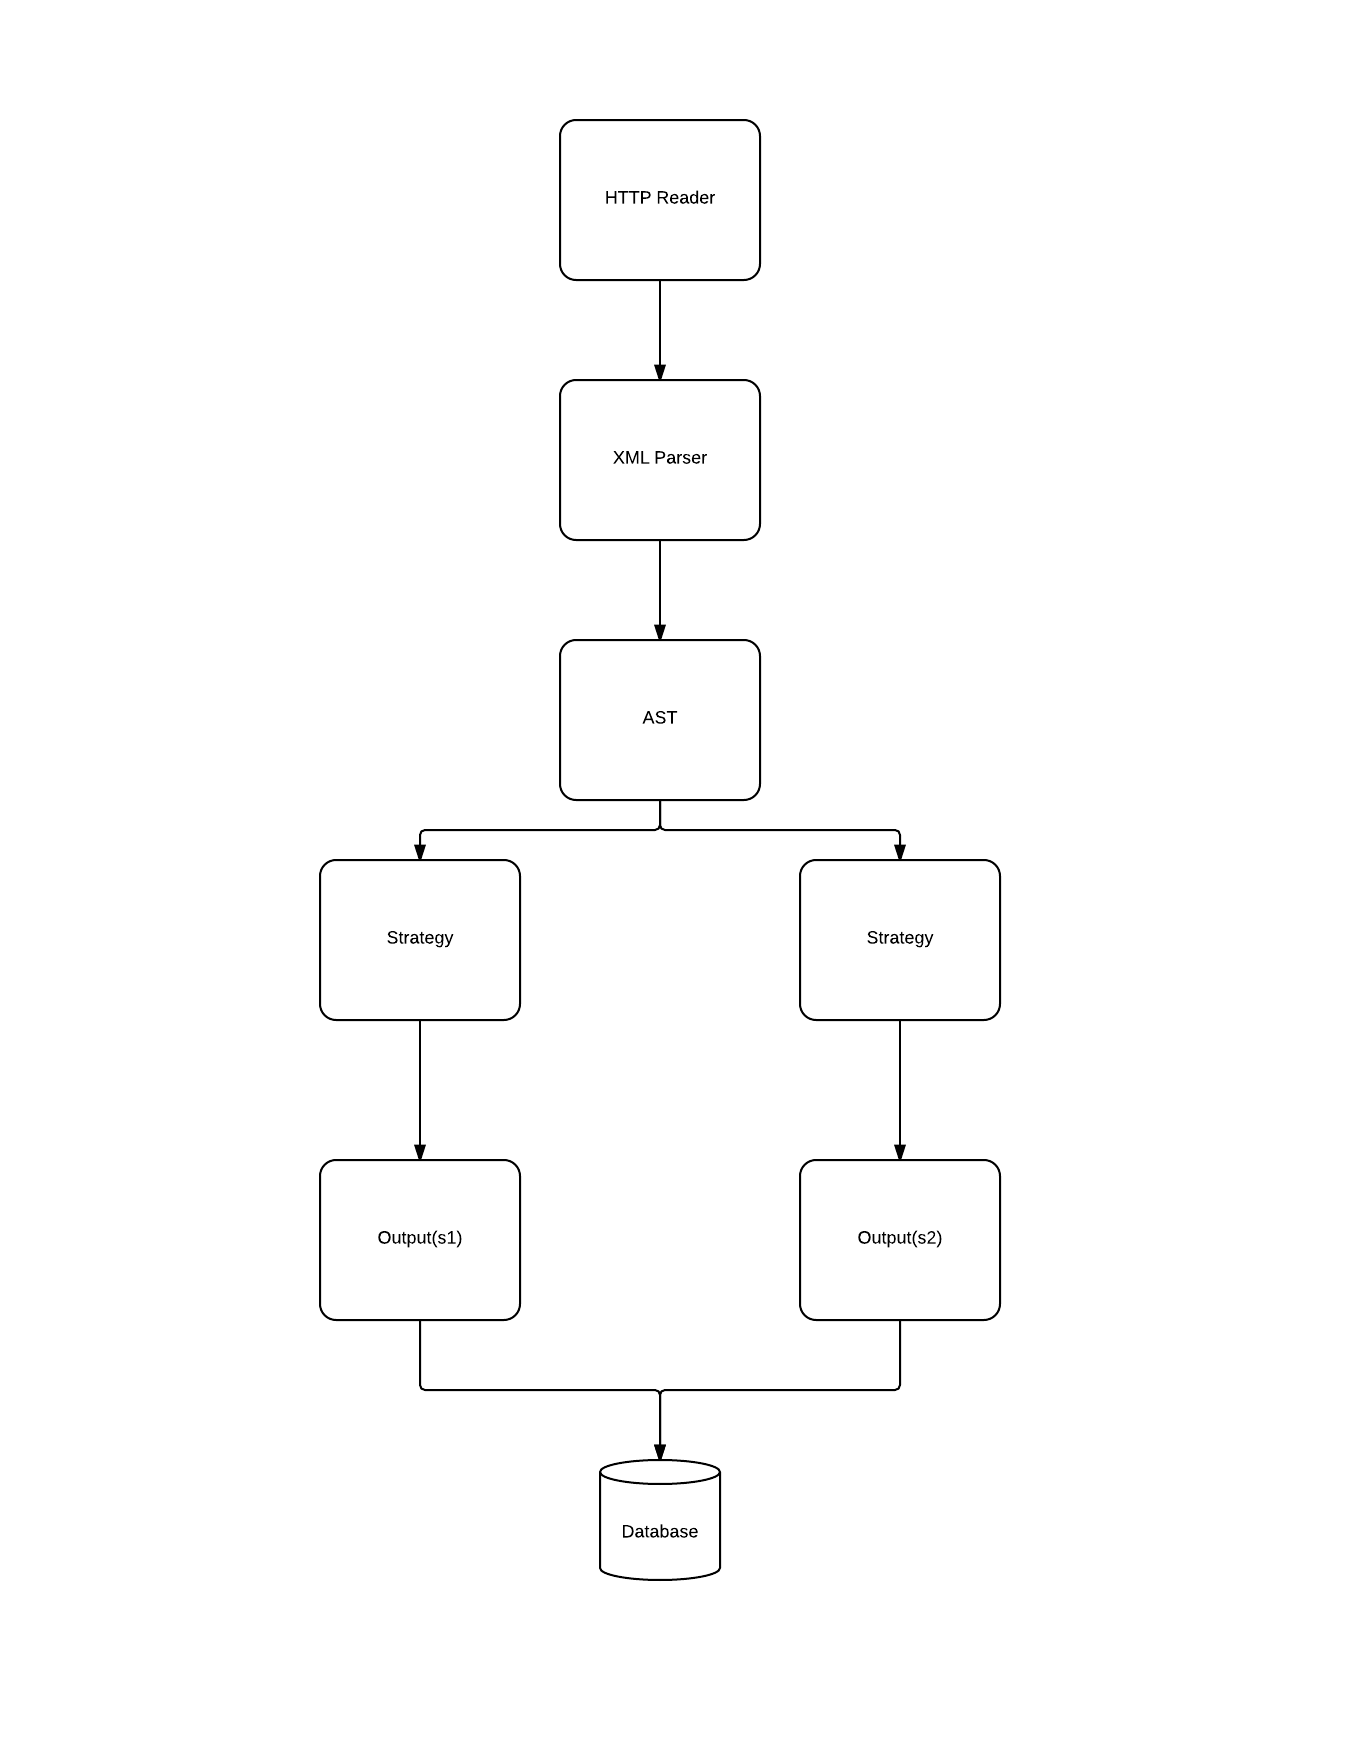 HTTP Reader
XML Parser
AST
Strategy
Strategy
Output(s1)
Output(s2)
Database